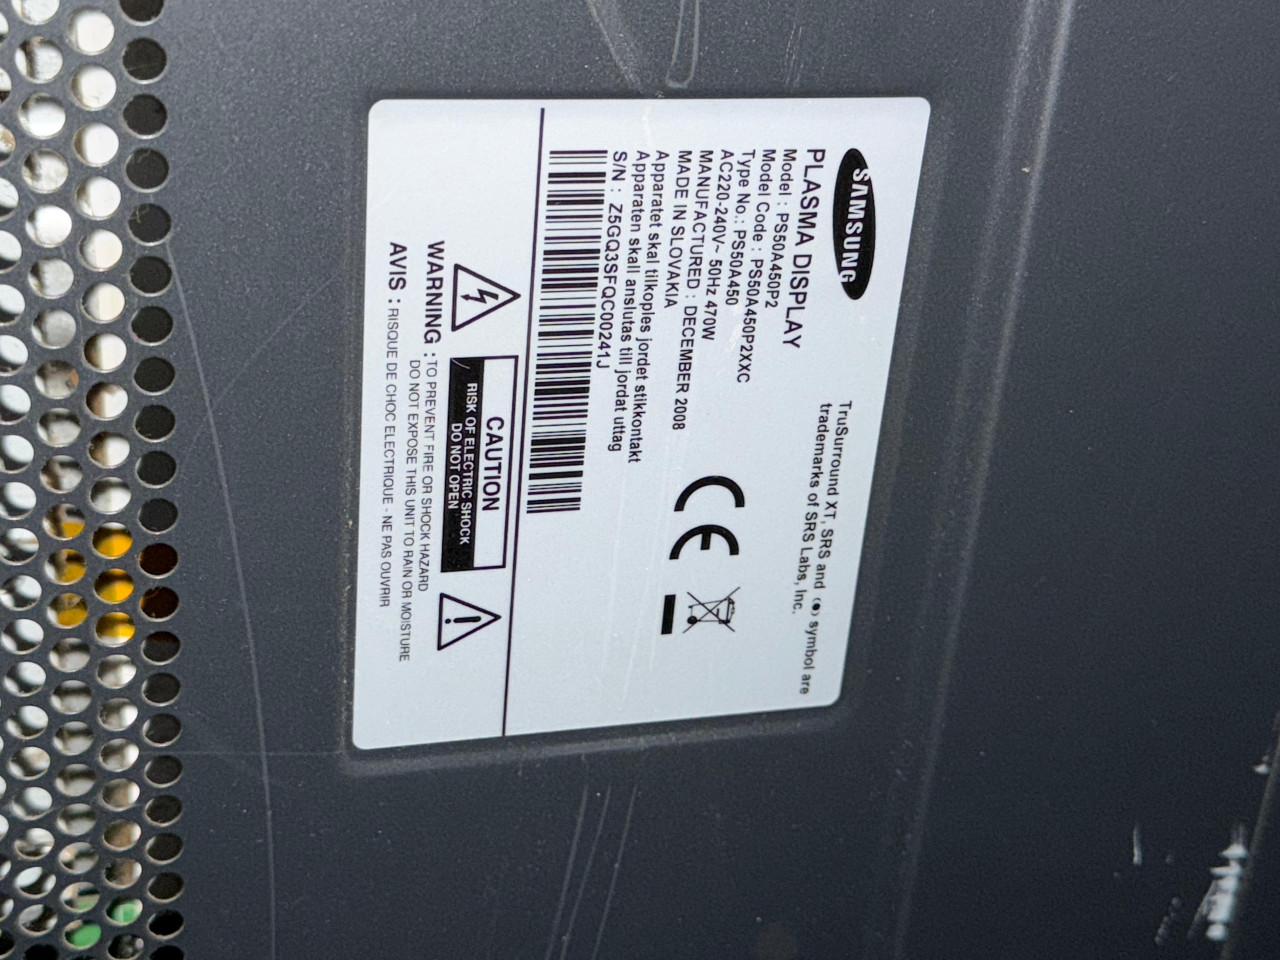 SAMSUNG
TruSurround XT, SRS and (●) symbol are
trademarks of SRS Labs, Inc.
PLASMA DISPLAY
Model : PS50A450P2
Model Code : PS50A450P2XXC
Type No.: PS50A450
AC220-240V~ 50Hz 470W
MANUFACTURED : DECEMBER 2008
MADE IN SLOVAKIA
Apparatet skal tilkoples jordet stikkontakt
Apparaten skall anslutas till jordat uttag
S/N : Z5GQ3SFQC00241J
CE
CAUTION
RISK OF ELECTRIC SHOCK
DO NOT OPEN
WARNING : TO PREVENT FIRE OR SHOCK HAZARD
DO NOT EXPOSE THIS UNIT TO RAIN OR MOISTURE
AVIS : RISQUE DE CHOC ELECTRIQUE - NE PAS OUVRIR